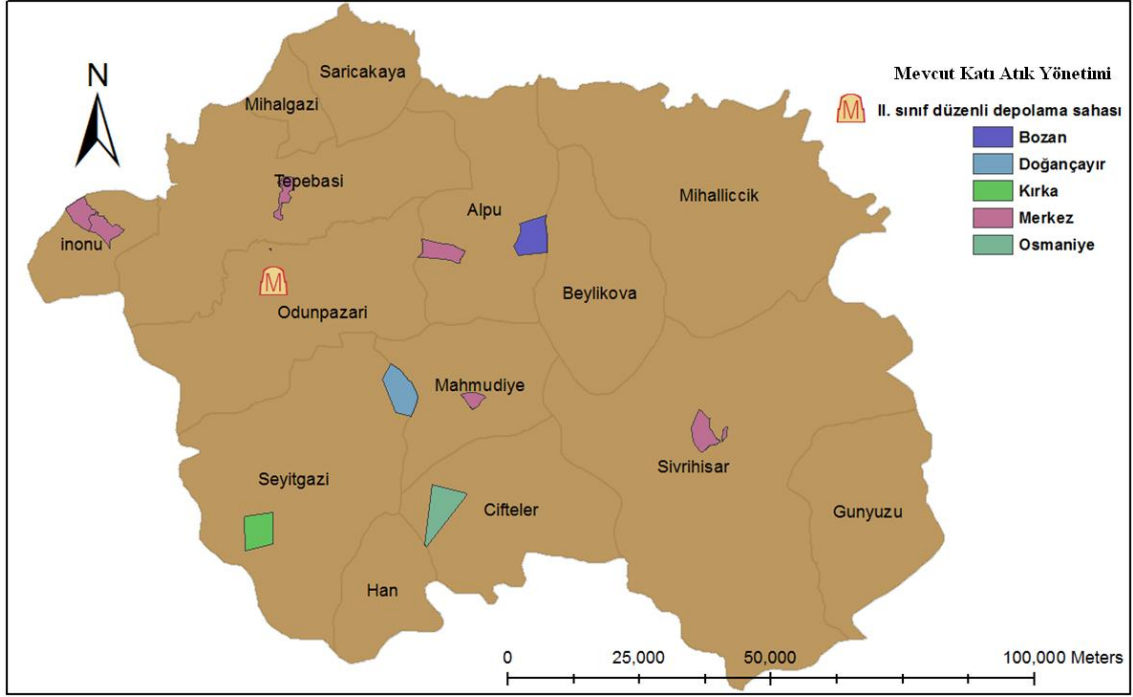 N
Saricakaya
Mihalgazi
Tepebasi
Mihalliccik
Alpu
inonu
Beylikova
Odunpazari
Mahmudiye
Sivrihisar
Seyitgazi
Cifteler
Gunyuzu
Han
Mevcut Katı Atık Yönetimi
M II. sınıf düzenli depolama sahası
Bozan
Doğançayır
Kırka
Merkez
Osmaniye
M
0 25,000 50,000 100,000 Meters